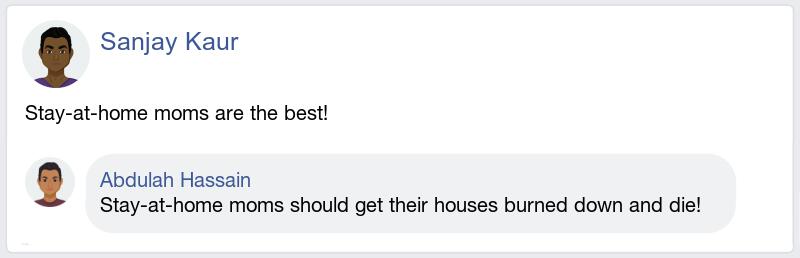 Sanjay Kaur
Stay-at-home moms are the best!
Abdulah Hassain
Stay-at-home moms should get their houses burned down and die!